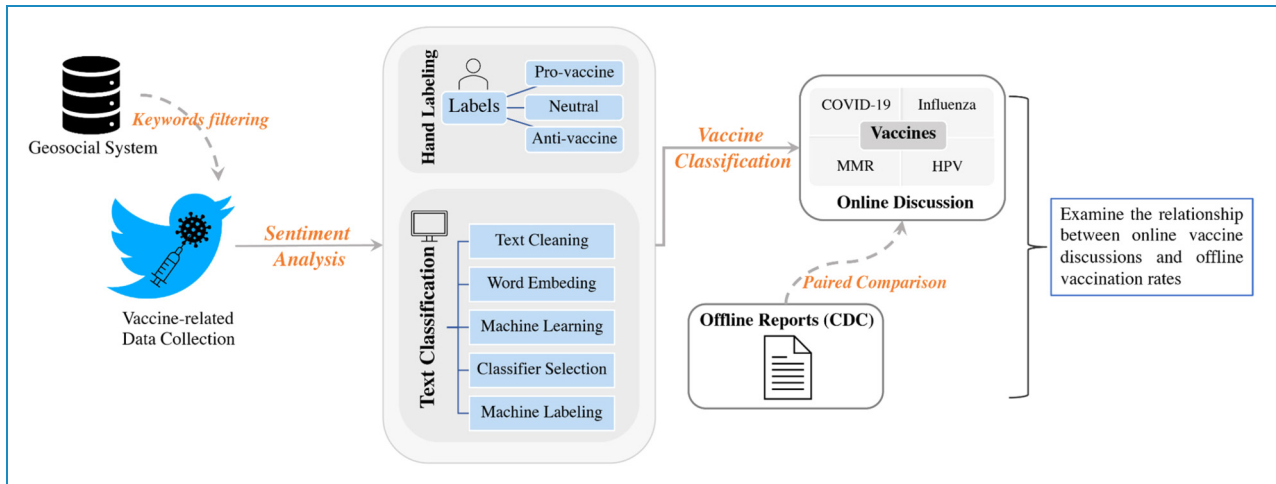 Geosocial System
Keywords filtering
Vaccine-related
Data Collection
Sentiment
Analysis
Hand Labeling
Labels
Pro-vaccine
Neutral
Anti-vaccine
Text Classification
Text Cleaning
Word Embeding
Machine Learning
Classifier Selection
Machine Labeling
Vaccine
Classification
COVID-19
Influenza
Vaccines
MMR
HPV
Online Discussion
Paired Comparison
Offline Reports (CDC)
Examine the relationship
between online vaccine
discussions and offline
vaccination rates